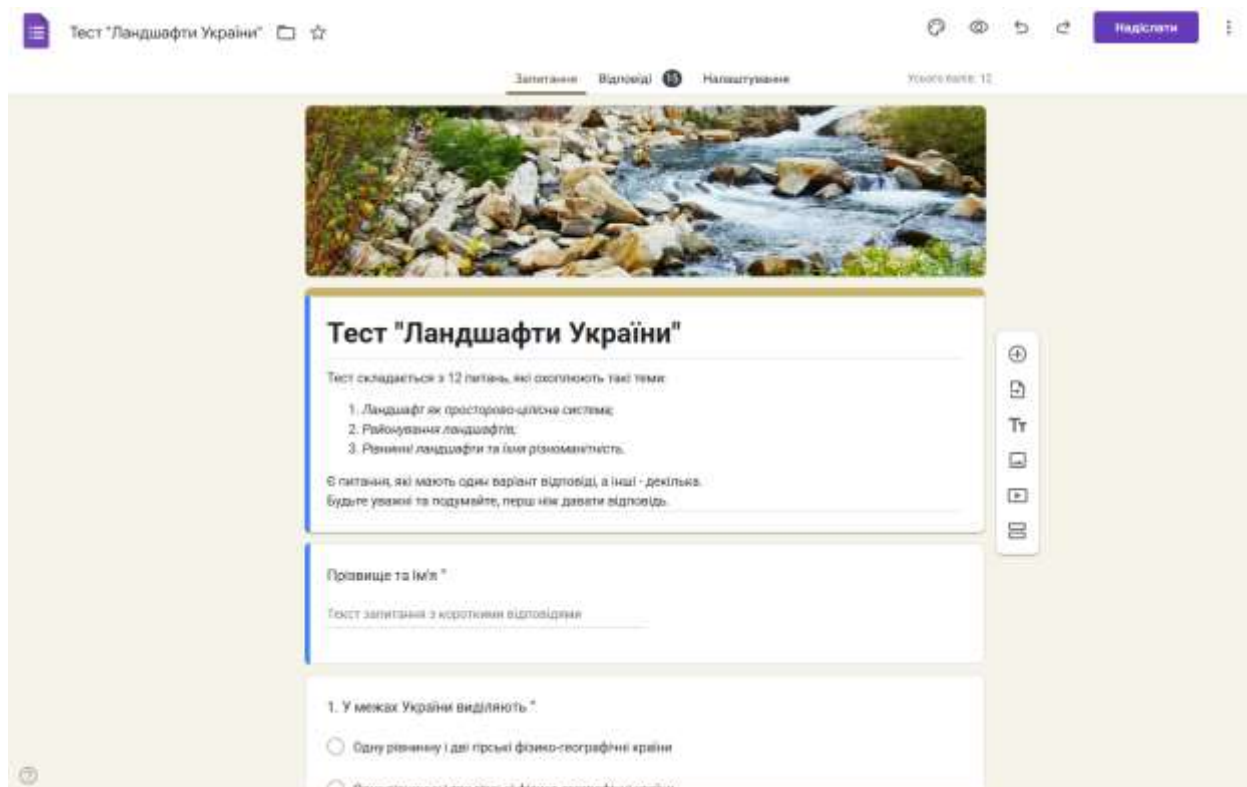 Тест "Ландшафти України"
Надіслати
Запитання Відповіді 15 Налаштування Усього балів: 12
Тест "Ландшафти України"
Тест складається з 12 питань, які охоплюють такі теми:
1. Ландшафт як просторово-цілісна система;
2. Районування ландшафтів;
3. Рівнинні ландшафти та їхня різноманітність.
Є питання, які мають один варіант відповіді, а інші - декілька.
Будьте уважні та подумайте, перш ніж давати відповідь.
Прізвище та Ім'я *
Текст запитання з короткими відповідями
1. У межах України виділяють *
Одну рівнинну і дві гірські фізико-географічні країни